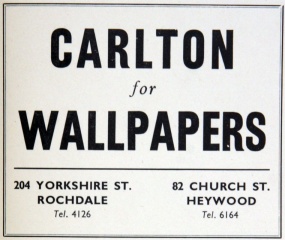 CARLTON
for
WALLPAPERS
204 YORKSHIRE ST.
ROCHDALE
Tel. 4126
82 CHURCH ST.
HEYWOOD
Tel. 6164